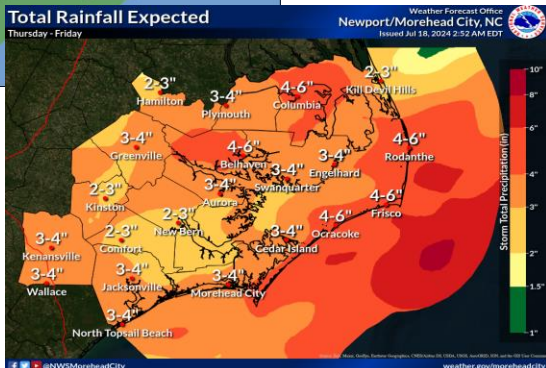 Total Rainfall Expected
Thursday - Friday
Weather Forecast Office
Newport/Morehead City, NC
Issued Jul 18, 2024 2:52 AM EDT
2-3"
Hamilton
3-4"
Plymouth
4-6"
Columbia
2-3"
Kill Devil Hills
3-4"
Greenville
4-6"
Belhaven
3-4"
Swanquarter
3-4"
Engelhard
4-6"
Rodanthe
2-3"
Kinston
3-4"
Aurora
4-6"
Frisco
2-3"
New Bern
4-6"
Ocracoke
3-4"
Kenansville
2-3"
Comfort
3-4"
Cedar Island
3-4"
Wallace
3-4"
Jacksonville
3-4"
Morehead City
3-4"
North Topsail Beach
10"
8"
6"
4"
3"
2"
1.5"
1"
Storm Total Precipitation (in)
@NWSMoreheadCity
weather.gov/moreheadcity